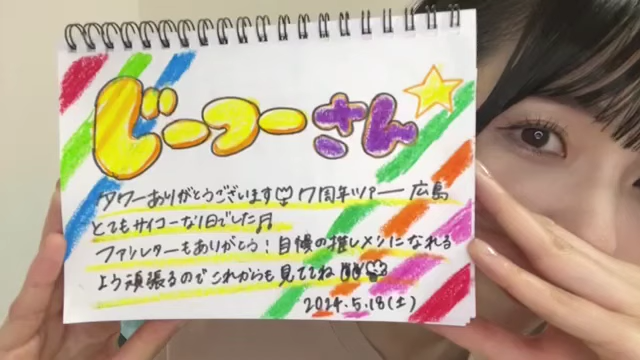 じーつーさん
タワーありがとうございます 7周年ツアー広島
とてもサイコーな1日でした♬
ファンレターもありがとう!自慢の推しメンになれる
よう頑張るのでこれからも見ててね
2024.5.18(土)